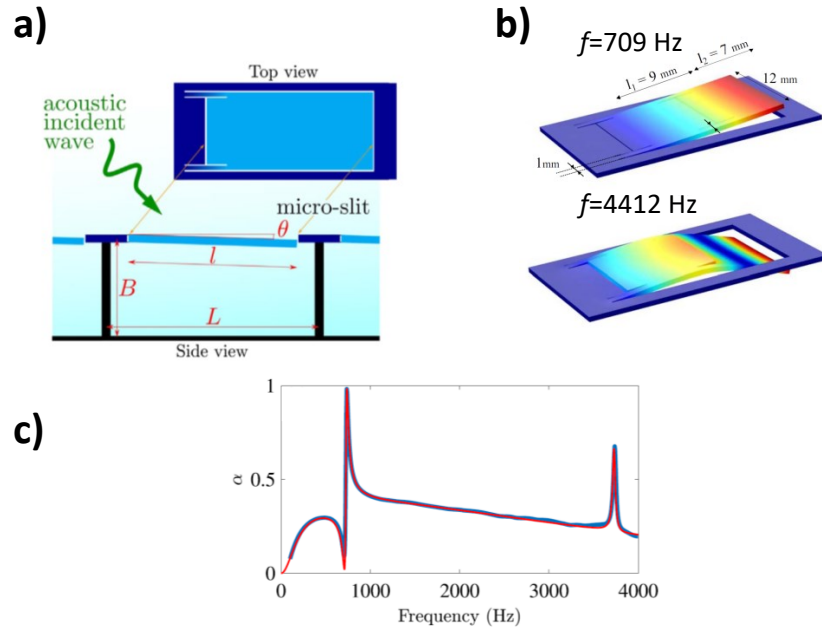 a)
Top view
acoustic
incident
wave
micro-slit
θ
l
B
L
Side view
b)
f=709 Hz
l₁ = 9 mm
l₂ = 7 mm
12 mm
1mm
f=4412 Hz
c)
1
0.5
0
α
0 1000 2000 3000 4000
Frequency (Hz)